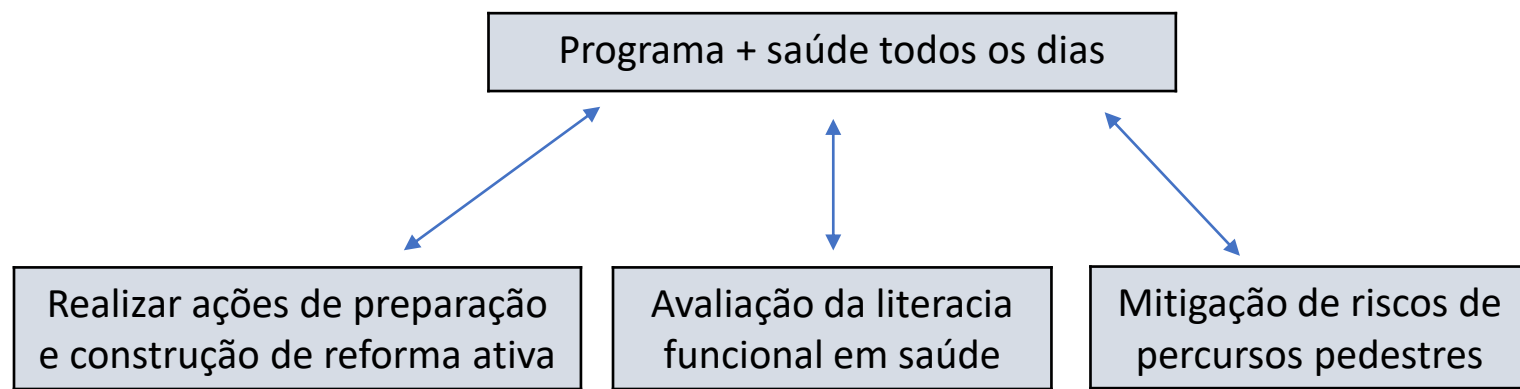 Programa + saúde todos os dias
Realizar ações de preparação
e construção de reforma ativa
Avaliação da literacia
funcional em saúde
Mitigação de riscos de
percursos pedestres